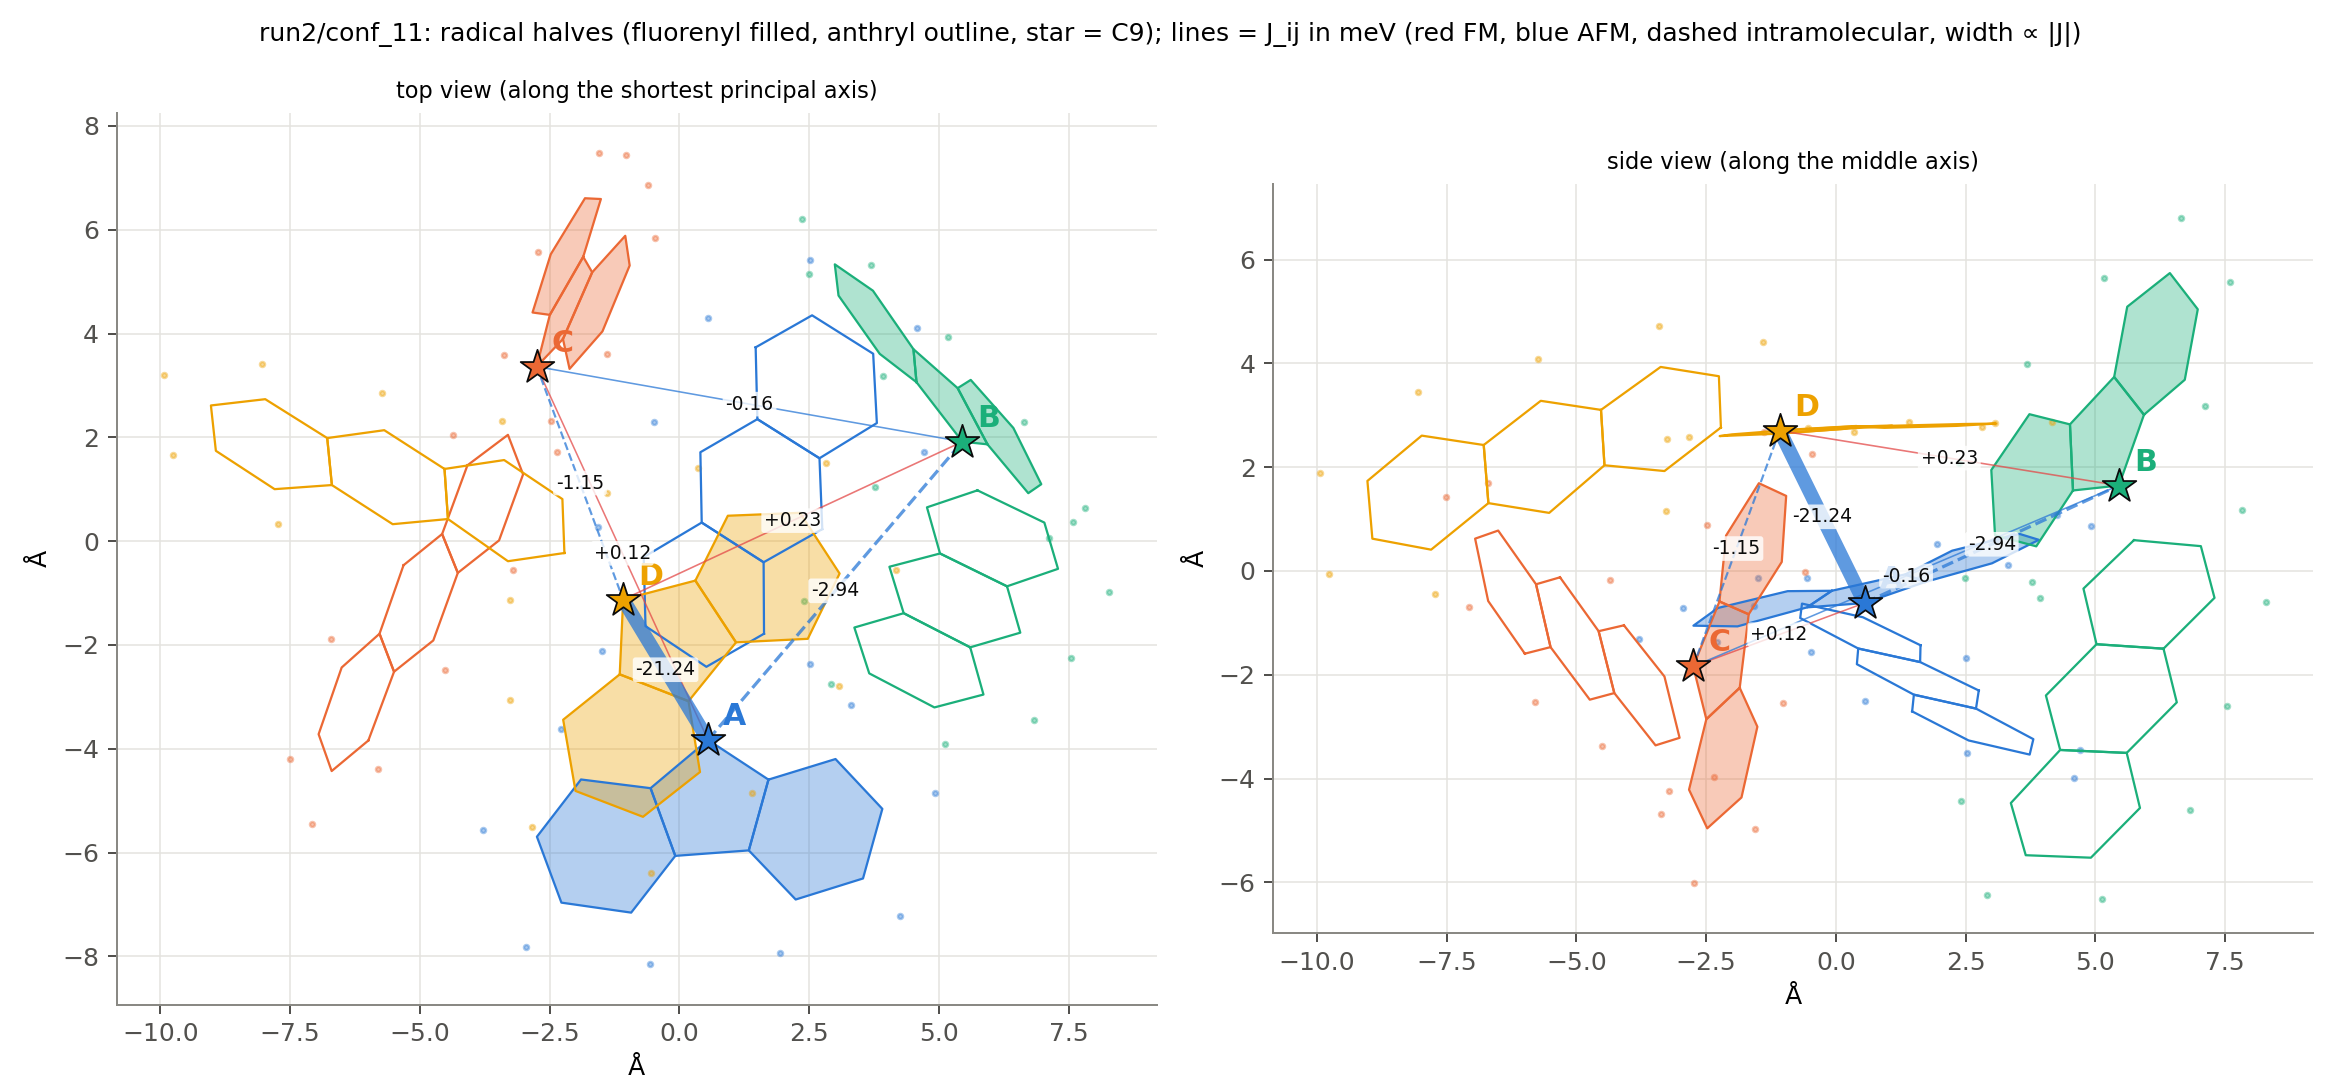 run2/conf_11: radical halves (fluorenyl filled, anthryl outline, star = C9); lines = J_ij in meV (red FM, blue AFM, dashed intramolecular, width ∝ |J|)
top view (along the shortest principal axis)
8
6
4
2
0
−2
−4
−6
−8
Å
−10.0 −7.5 −5.0 −2.5 0.0 2.5 5.0 7.5
Å
C
B
D
A
-0.16
-1.15
+0.23
+0.12
-2.94
-21.24
side view (along the middle axis)
6
4
2
0
−2
−4
−6
Å
−10.0 −7.5 −5.0 −2.5 0.0 2.5 5.0 7.5
Å
D
B
C
+0.23
-21.24
-1.15
-2.94
-0.16
+0.12